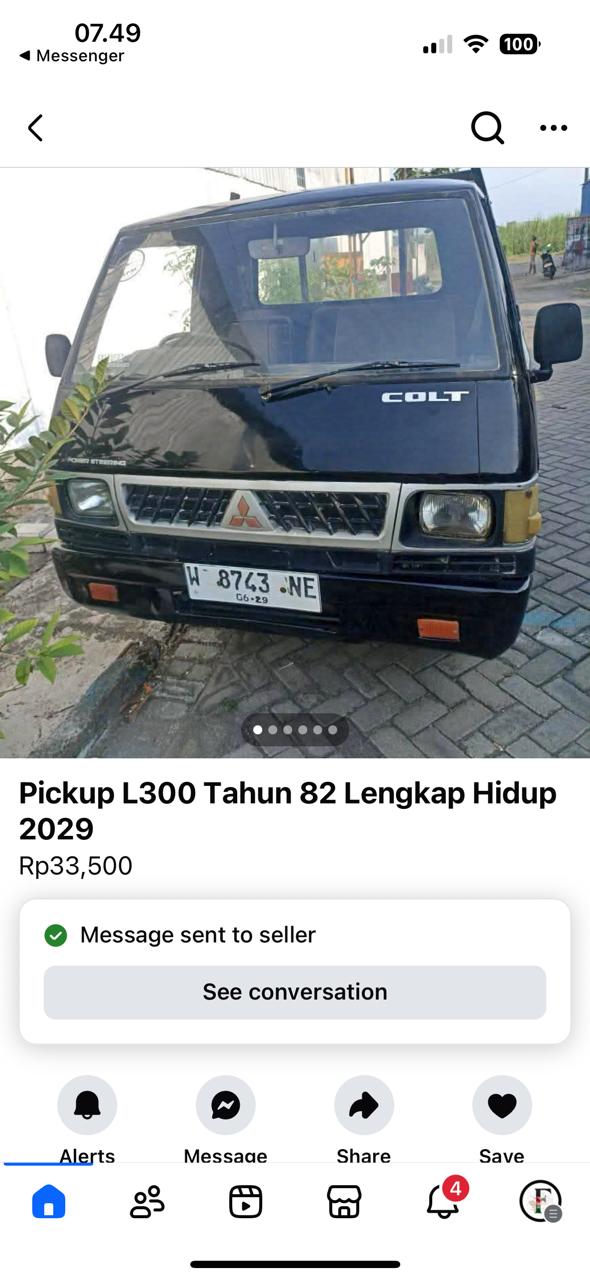 07.49
100
Messenger
COLT
POWER STEERING
W 8743 NE
06·29
Pickup L300 Tahun 82 Lengkap Hidup
2029
Rp33,500
Message sent to seller
See conversation
Alerts
Message
Share
Save
4
F